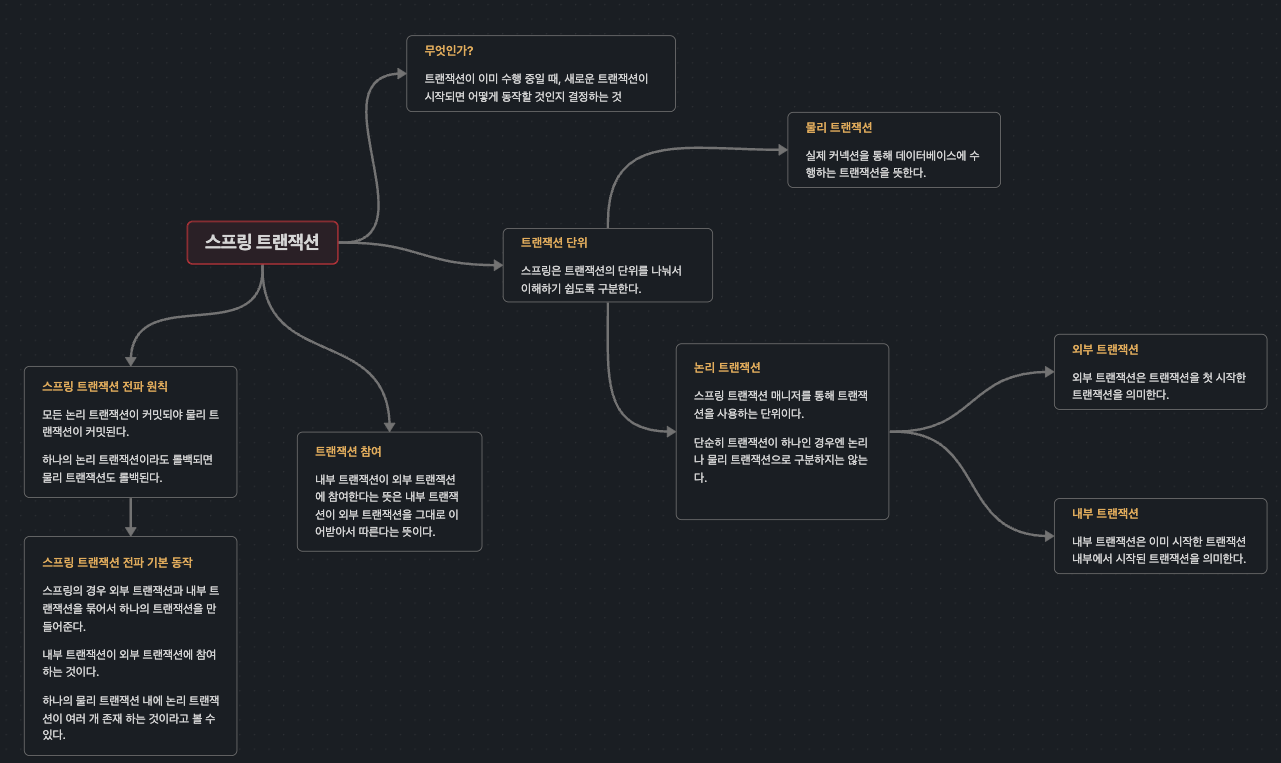 무엇인가?
트랜잭션이 이미 수행 중일 때, 새로운 트랜잭션이
시작되면 어떻게 동작할 것인지 결정하는 것
물리 트랜잭션
실제 커넥션을 통해 데이터베이스에 수
행하는 트랜잭션을 뜻한다.
스프링 트랜잭션
트랜잭션 단위
스프링은 트랜잭션의 단위를 나눠서
이해하기 쉽도록 구분한다.
논리 트랜잭션
스프링 트랜잭션 매니저를 통해 트랜잭
션을 사용하는 단위이다.
단순히 트랜잭션이 하나인 경우엔 논리
나 물리 트랜잭션으로 구분하지는 않는
다.
외부 트랜잭션
외부 트랜잭션은 트랜잭션을 첫 시작한
트랜잭션을 의미한다.
내부 트랜잭션
내부 트랜잭션은 이미 시작한 트랜잭션
내부에서 시작된 트랜잭션을 의미한다.
스프링 트랜잭션 전파 원칙
모든 논리 트랜잭션이 커밋되야 물리 트
랜잭션이 커밋된다.
하나의 논리 트랜잭션이라도 롤백되면
물리 트랜잭션도 롤백된다.
트랜잭션 참여
내부 트랜잭션이 외부 트랜잭션
에 참여한다는 뜻은 내부 트랜잭
션이 외부 트랜잭션을 그대로 이
어받아서 따른다는 뜻이다.
스프링 트랜잭션 전파 기본 동작
스프링의 경우 외부 트랜잭션과 내부 트
랜잭션을 묶어서 하나의 트랜잭션을 만
들어준다.
내부 트랜잭션이 외부 트랜잭션에 참여
하는 것이다.
하나의 물리 트랜잭션 내에 논리 트랜잭
션이 여러 개 존재 하는 것이라고 볼 수
있다.